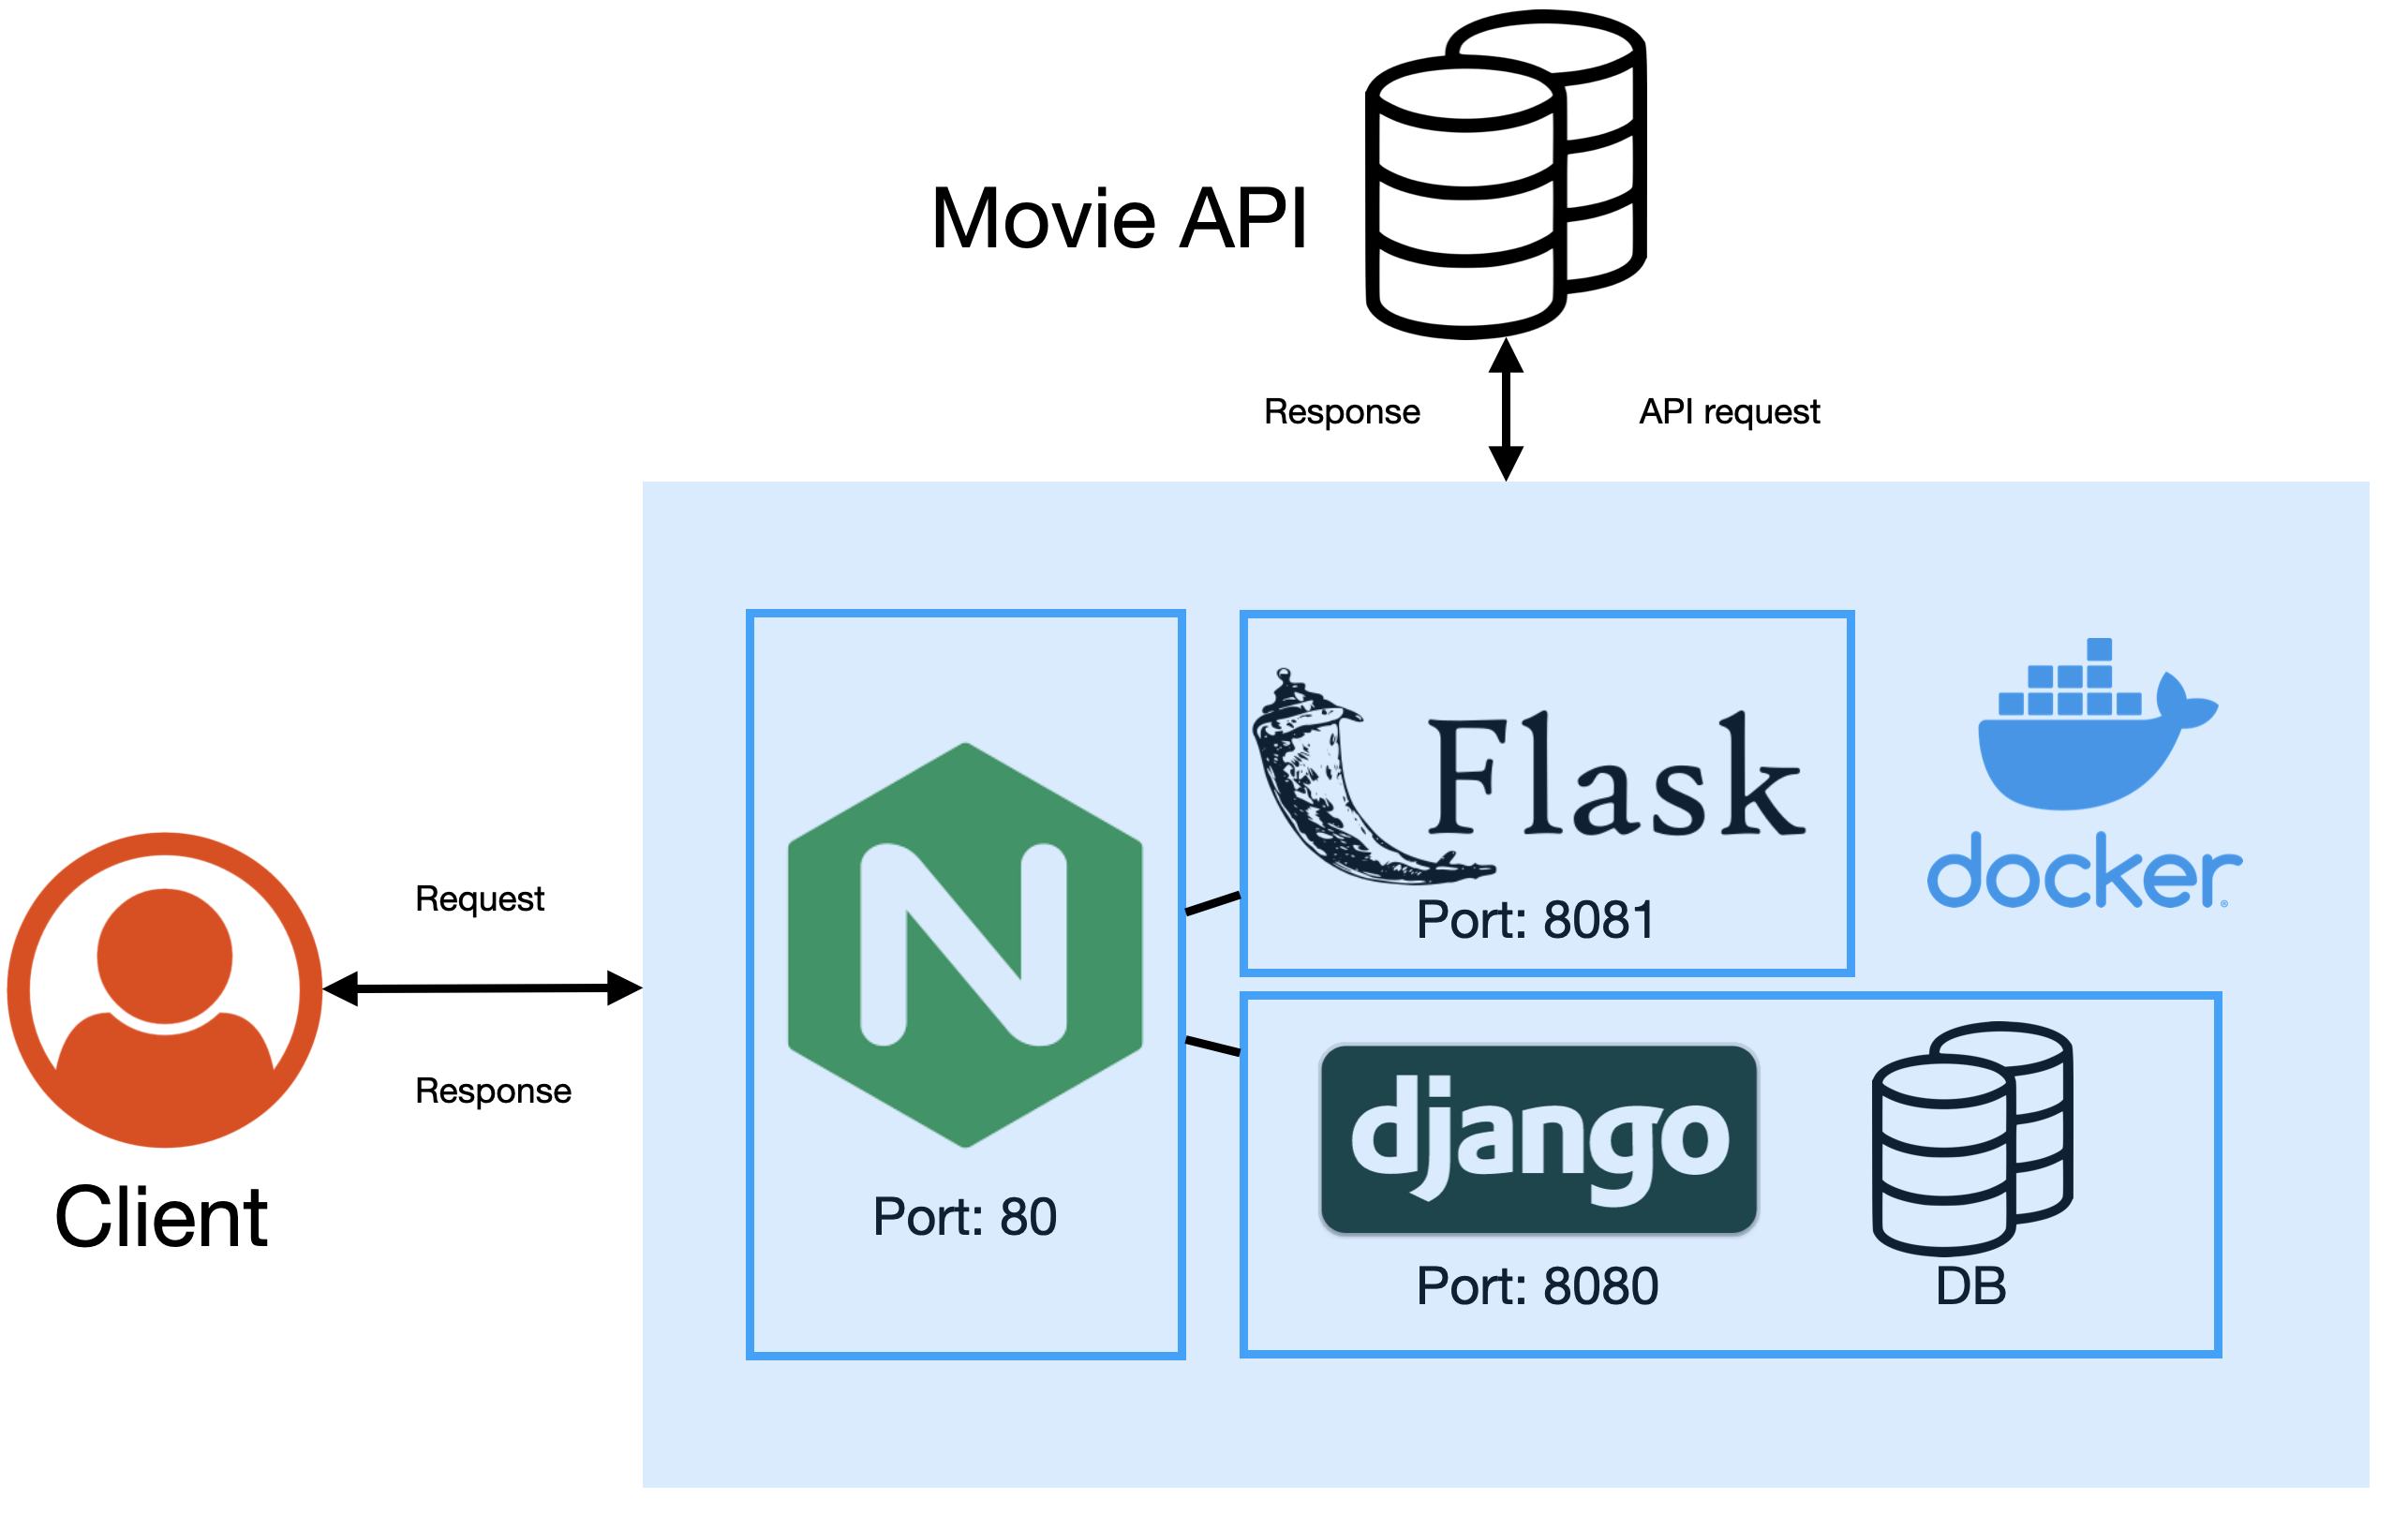 Movie API
Response
API request
Flask
Port: 8081
docker
®
Request
Response
Client
N
Port: 80
django
Port: 8080
DB